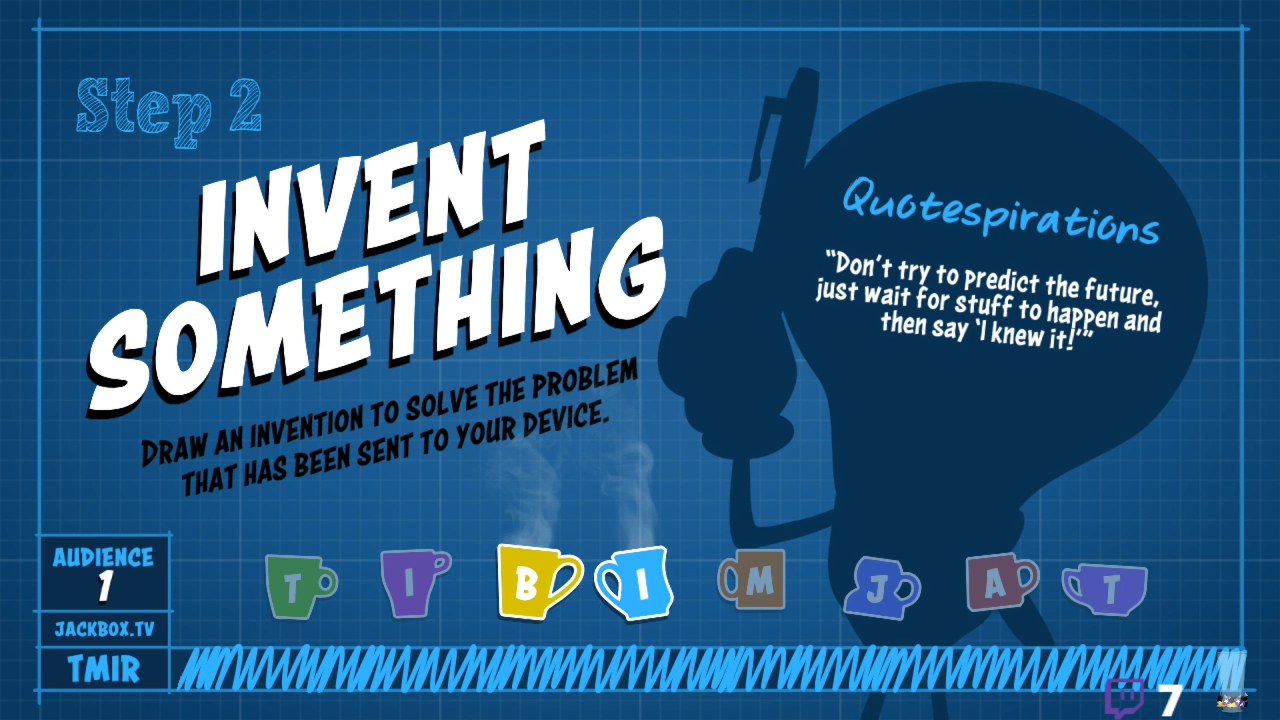 Step 2
INVENT
SOMETHING
DRAW AN INVENTION TO SOLVE THE PROBLEM
THAT HAS BEEN SENT TO YOUR DEVICE.
Quotespirations
“Don’t try to predict the future,
just wait for stuff to happen and
then say ‘I knew it!’”
T I B I M J A T
AUDIENCE
1
JACKBOX.TV
TMIR
7